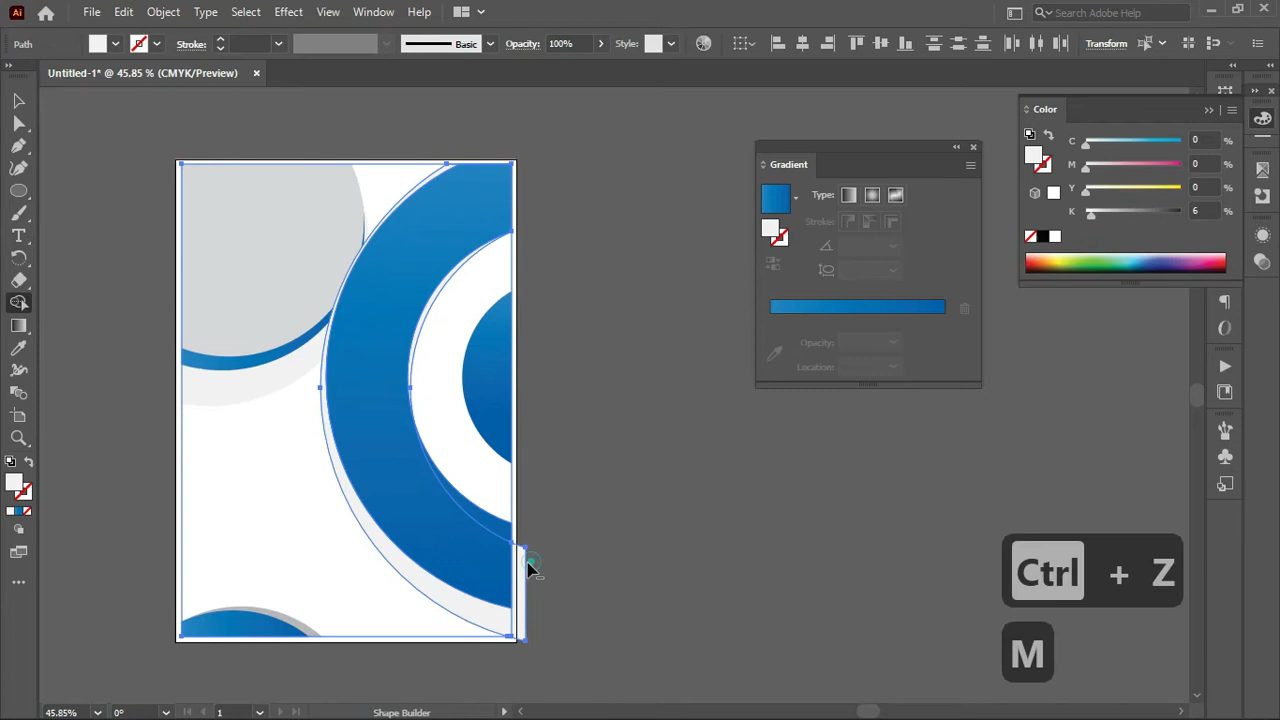 Ai File Edit Object Type Select Effect View Window Help Search Adobe Help
Path Stroke: Basic Opacity: 100% Style: Transform
Untitled-1* @ 45.85 % (CMYK/Preview)
Color
C 0 %
M 0 %
Y 0 %
K 6 %
Gradient
Type:
Stroke:
Opacity:
Location:
T
Ctrl + Z
M
45.85% 0° 1 Shape Builder